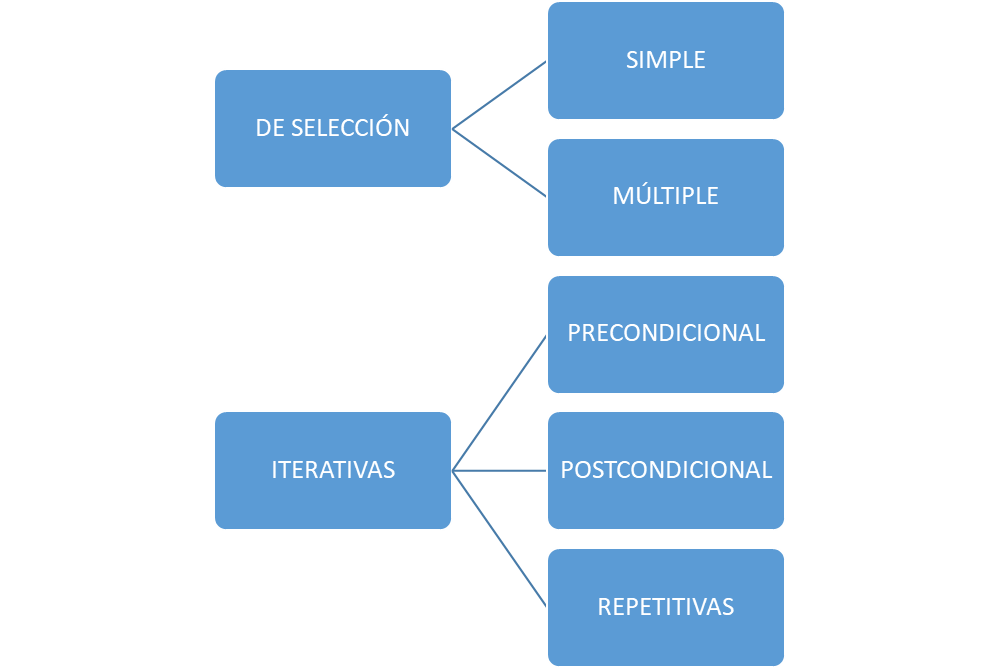 DE SELECCIÓN
SIMPLE
MÚLTIPLE
ITERATIVAS
PRECONDICIONAL
POSTCONDICIONAL
REPETITIVAS